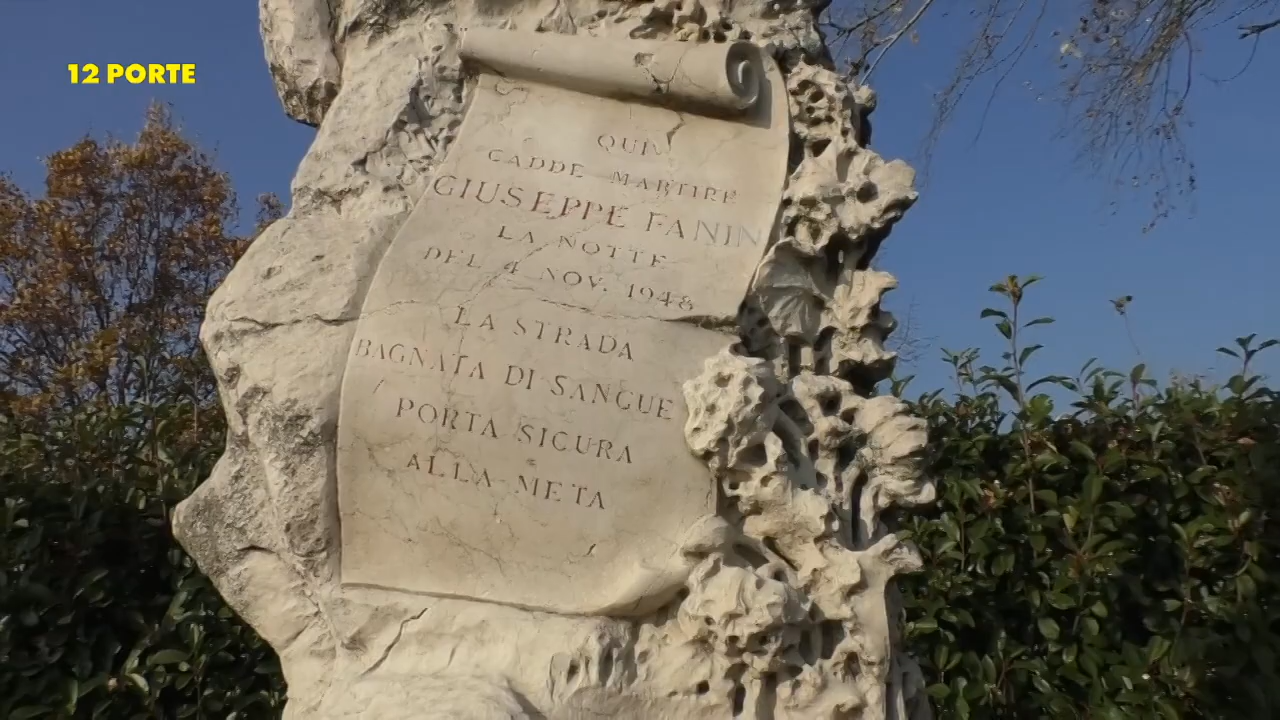 12 PORTE
QUIVI
CADDE MARTIRE
GIUSEPPE FANIN
LA NOTTE
DEL 4 NOV. 1948
LA STRADA
BAGNATA DI SANGUE
PORTA SICURA
ALLA META